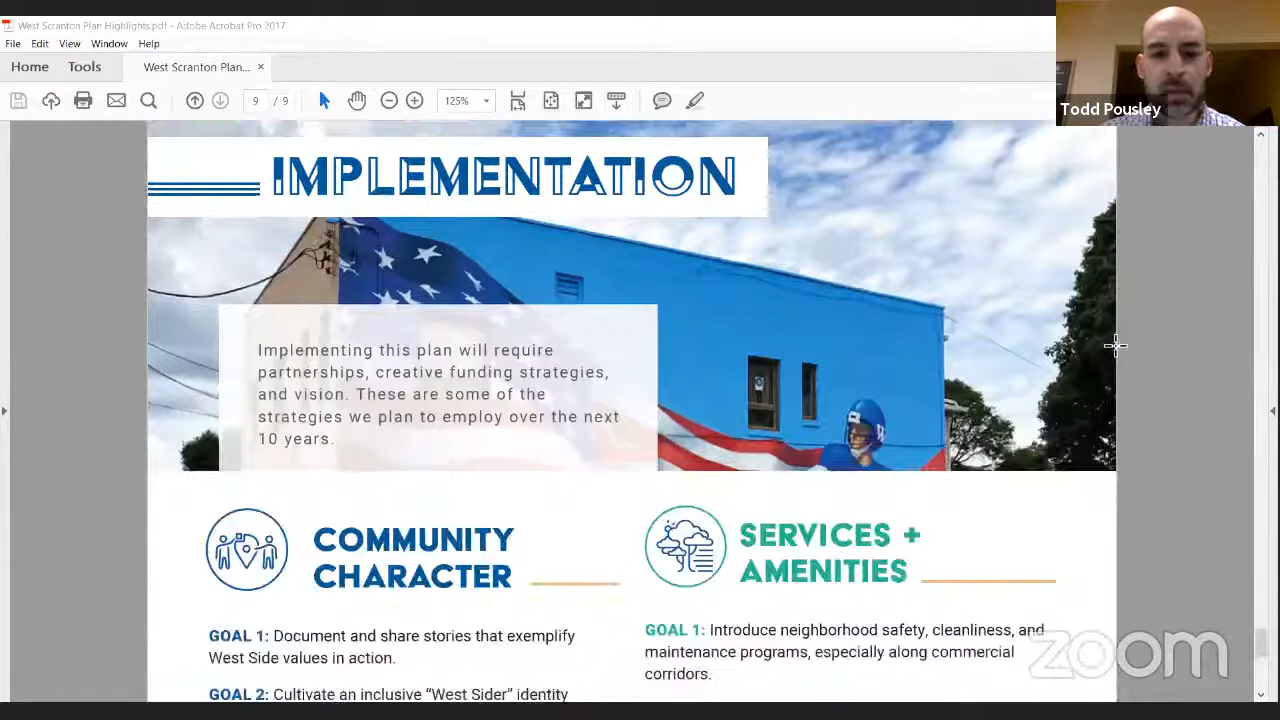 West Scranton Plan Highlights.pdf - Adobe Acrobat Pro 2017
File Edit View Window Help
Home Tools West Scranton Plan... ×
9 / 9 125%
Todd Pousley
IMPLEMENTATION
Implementing this plan will require
partnerships, creative funding strategies,
and vision. These are some of the
strategies we plan to employ over the next
10 years.
COMMUNITY
CHARACTER
GOAL 1: Document and share stories that exemplify
West Side values in action.
GOAL 2: Cultivate an inclusive “West Sider” identity
SERVICES +
AMENITIES
GOAL 1: Introduce neighborhood safety, cleanliness, and
maintenance programs, especially along commercial
corridors.
zoom